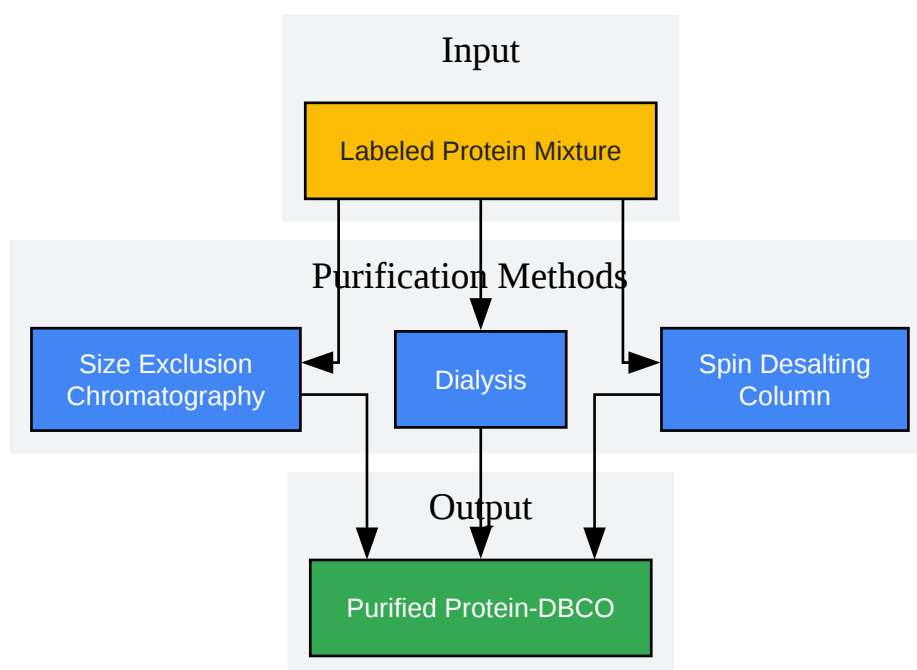 Input
Labeled Protein Mixture
Purification Methods
Size Exclusion
Chromatography
Dialysis
Spin Desalting
Column
Output
Purified Protein-DBCO